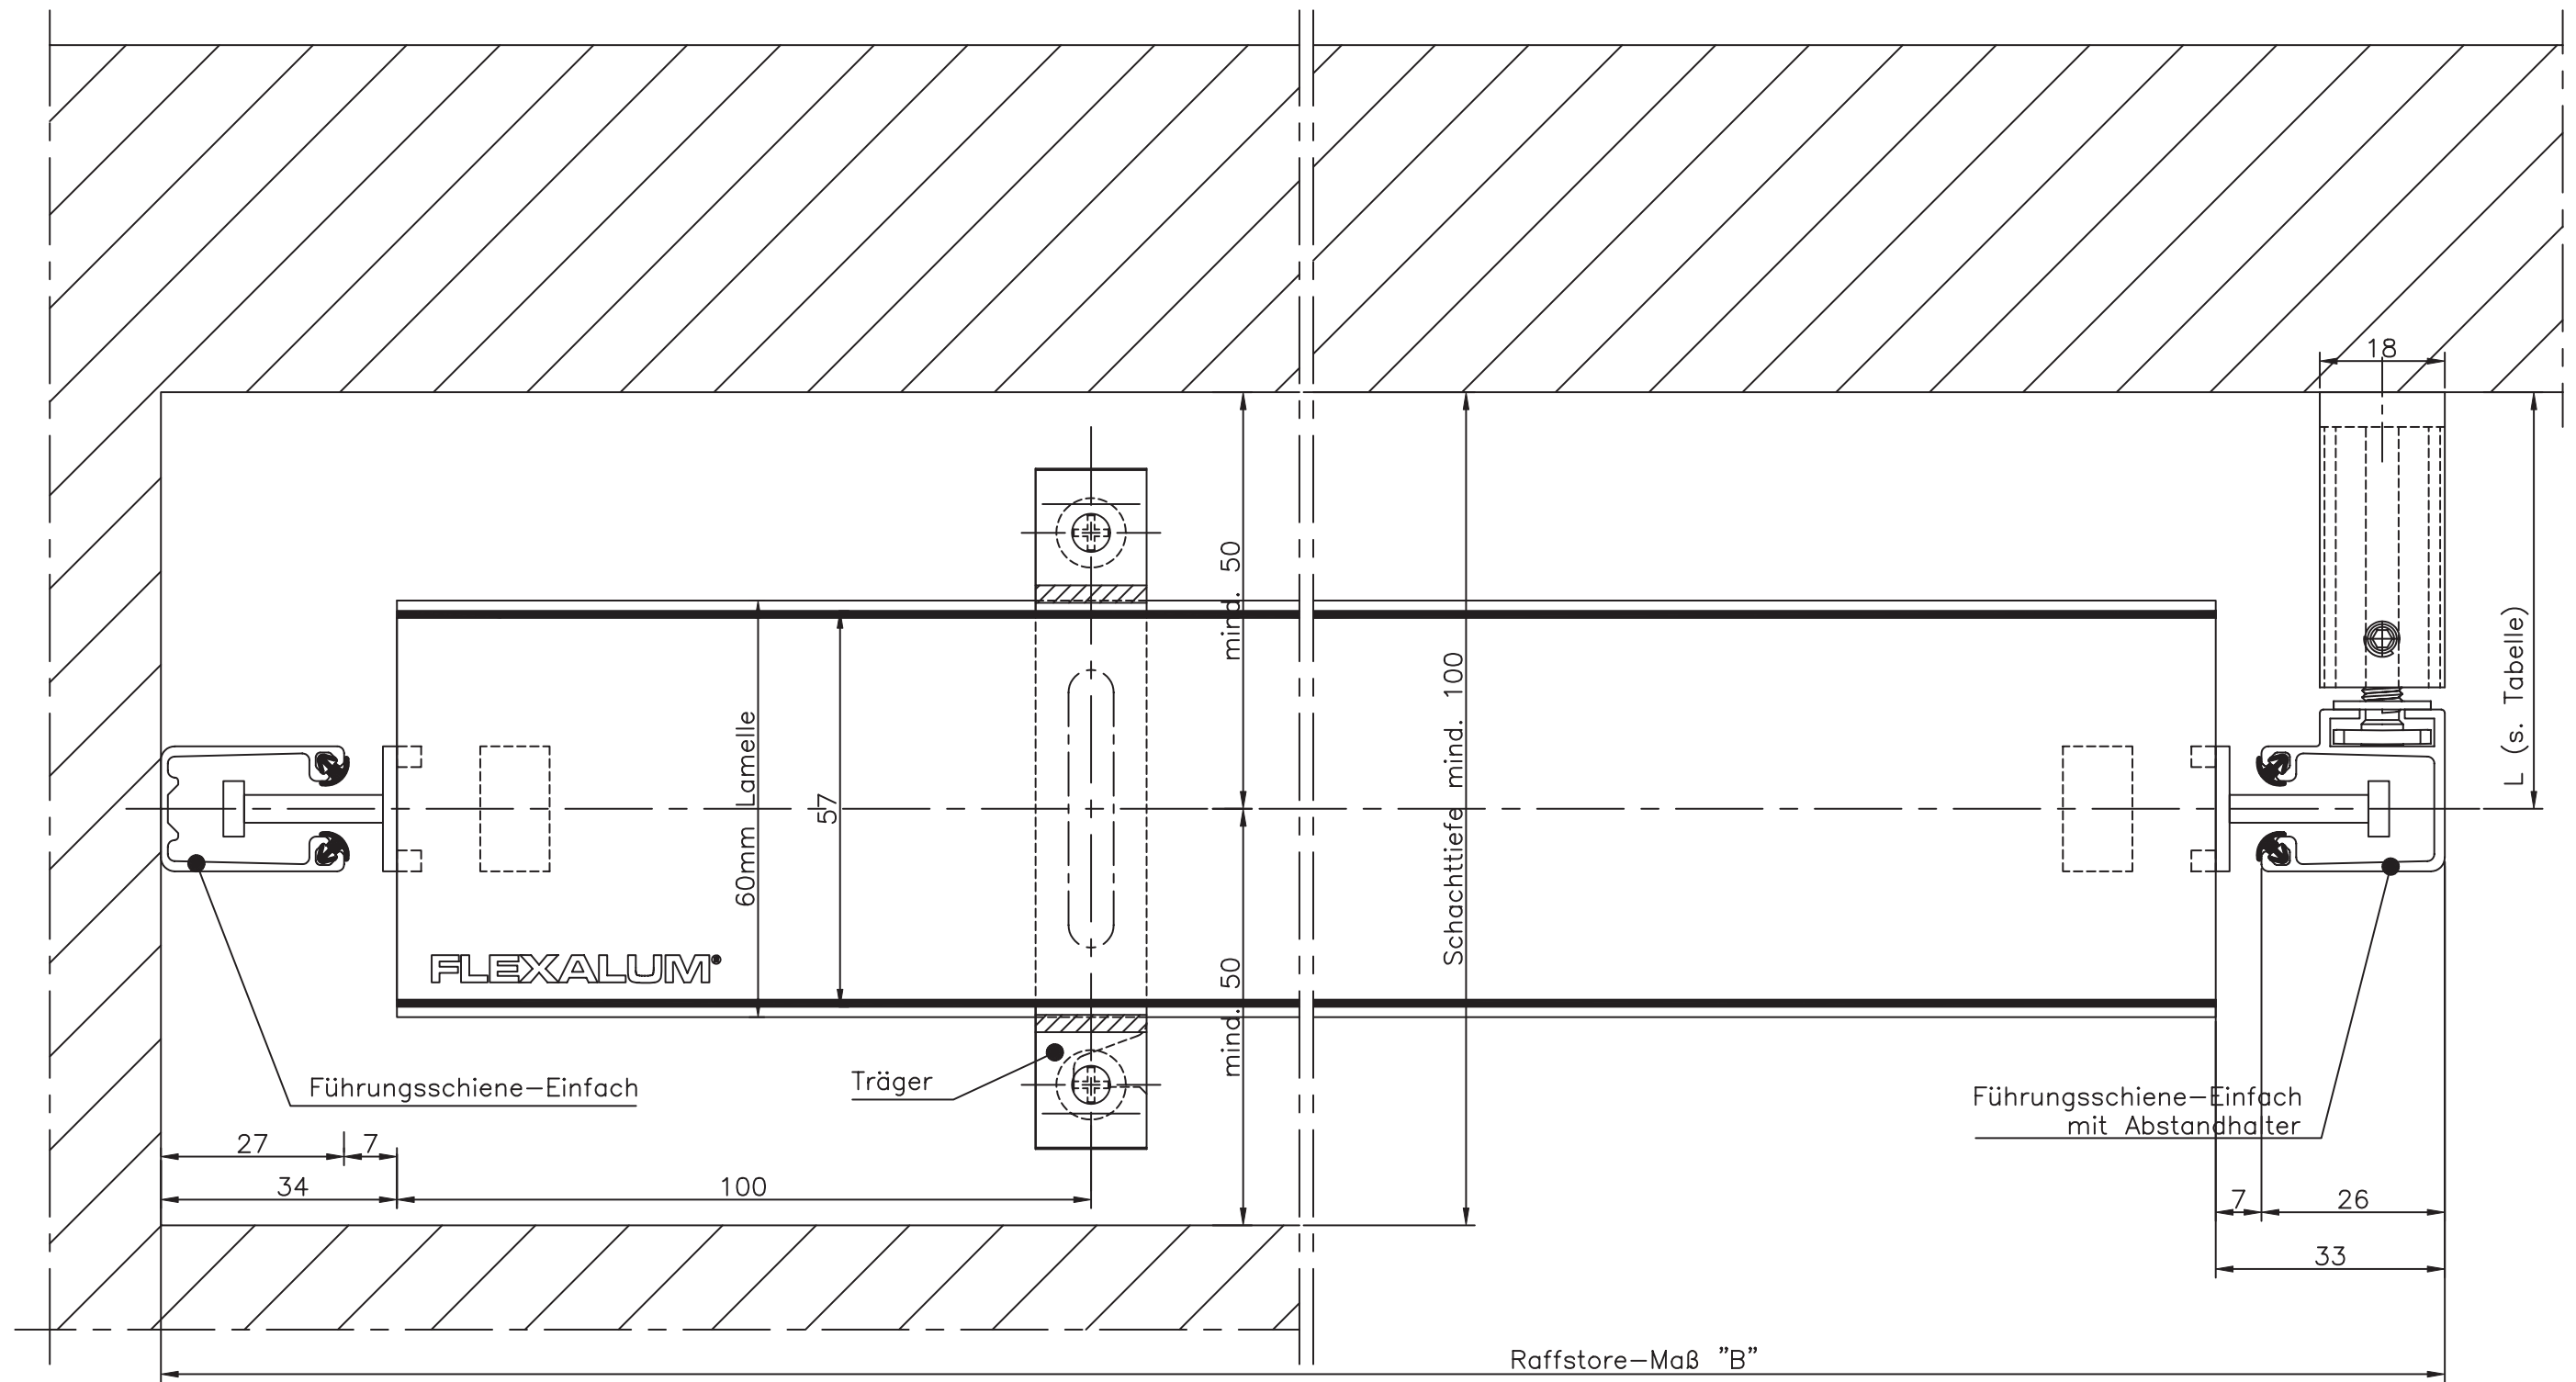 18
mind. 50
Schachttiefe mind. 100
L (s. Tabelle)
60mm Lamelle
57
mind. 50
FLEXALUM®
Führungsschiene-Einfach
Träger
Führungsschiene-Einfach
mit Abstandhalter
27
7
34
100
7
26
33
Raffstore-Maß "B"